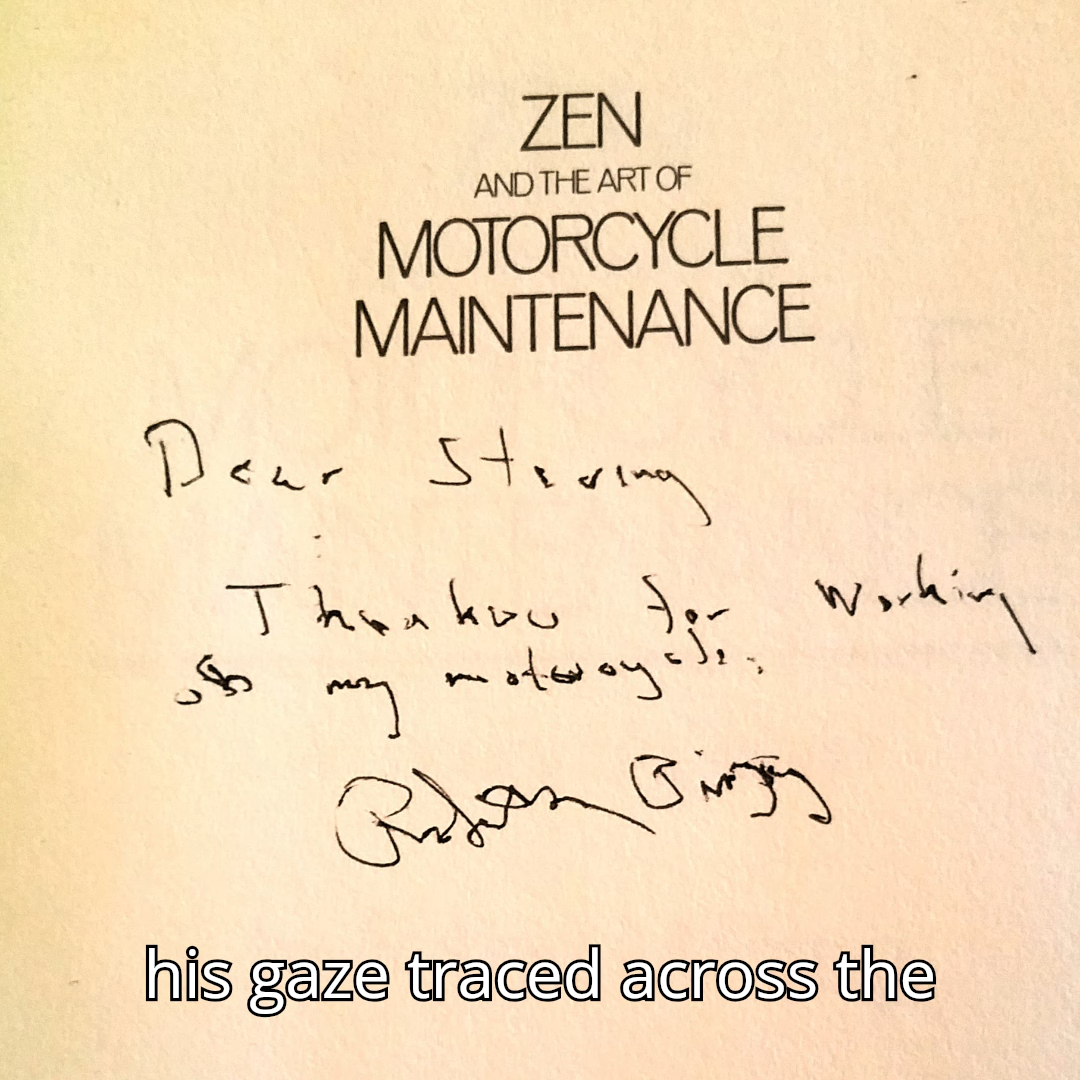 ZEN
AND THE ART OF
MOTORCYCLE
MAINTENANCE
Dear
Thankyou for Working
on my motorcycle.
his gaze traced across the